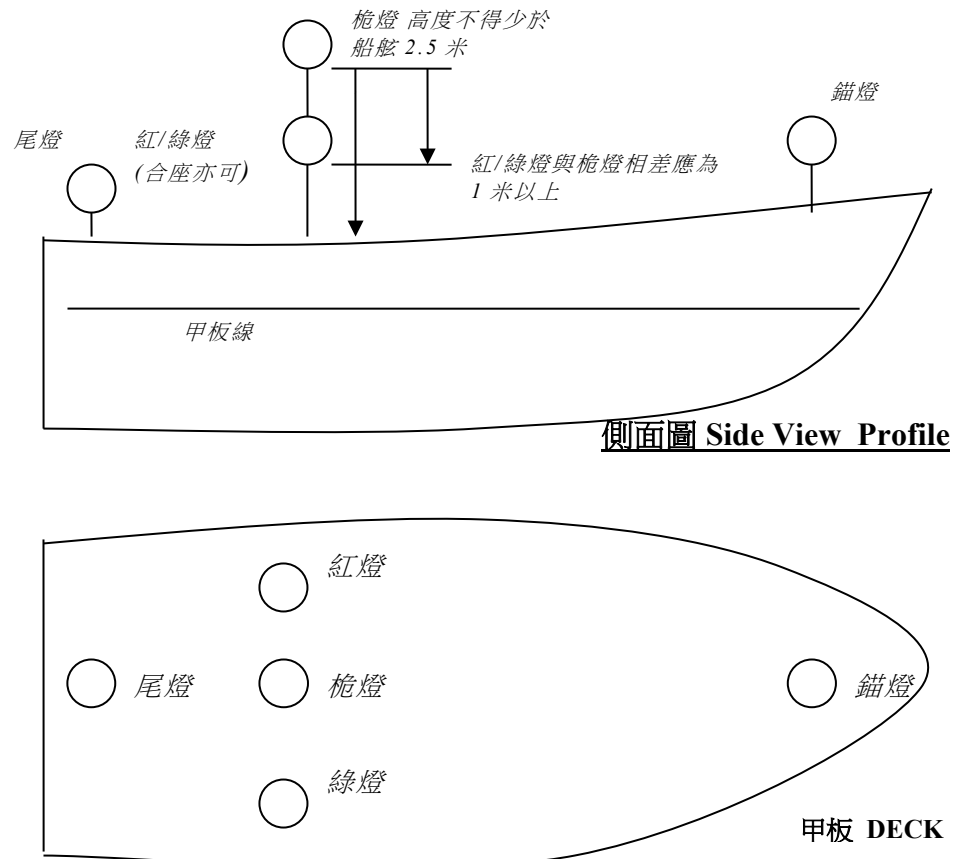 桅燈 高度不得少於
船舷 2.5 米
錨燈
尾燈
紅/綠燈
(合座亦可)
紅/綠燈與桅燈相差應為
1 米以上
甲板線
側面圖 Side View Profile
紅燈
尾燈
桅燈
錨燈
綠燈
甲板 DECK